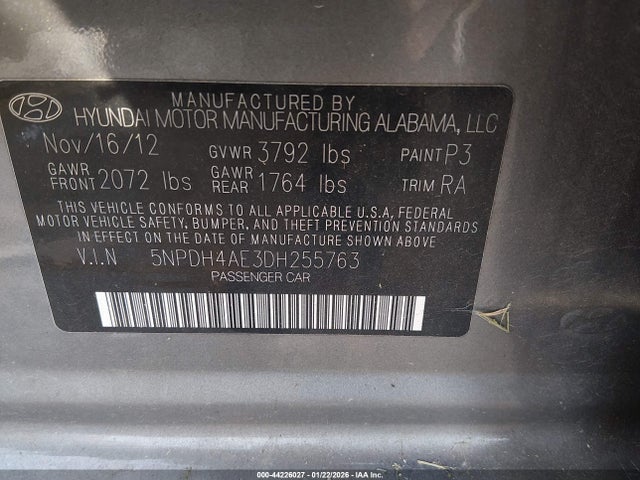 MANUFACTURED BY
HYUNDAI MOTOR MANUFACTURING ALABAMA, LLC
Nov/16/12 GVWR 3792 lbs PAINT P3
GAWR FRONT 2072 lbs GAWR REAR 1764 lbs TRIM RA
THIS VEHICLE CONFORMS TO ALL APPLICABLE U.S.A, FEDERAL
MOTOR VEHICLE SAFETY, BUMPER, AND THEFT PREVENTION STANDARDS
IN EFFECT ON THE DATE OF MANUFACTURE SHOWN ABOVE
V.I.N 5NPDH4AE3DH255763
PASSENGER CAR
000-44226027 - 01/22/2026 - IAA Inc.